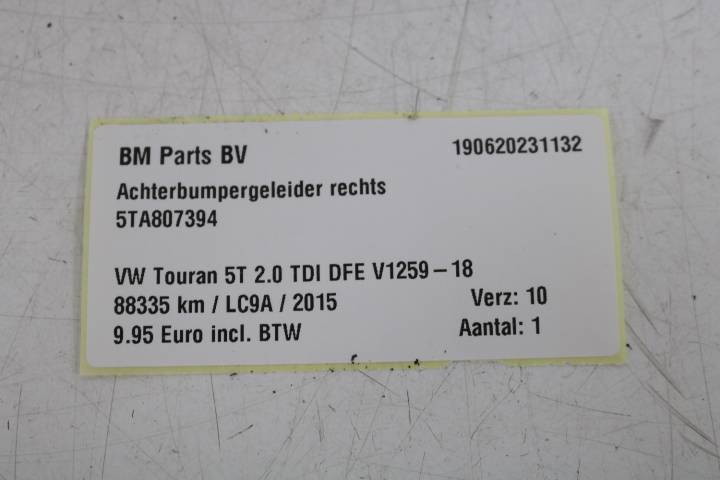 BM Parts BV 190620231132
Achterbumpergeleider rechts
5TA807394
VW Touran 5T 2.0 TDI DFE V1259-18
88335 km / LC9A / 2015 Verz: 10
9.95 Euro incl. BTW Aantal: 1